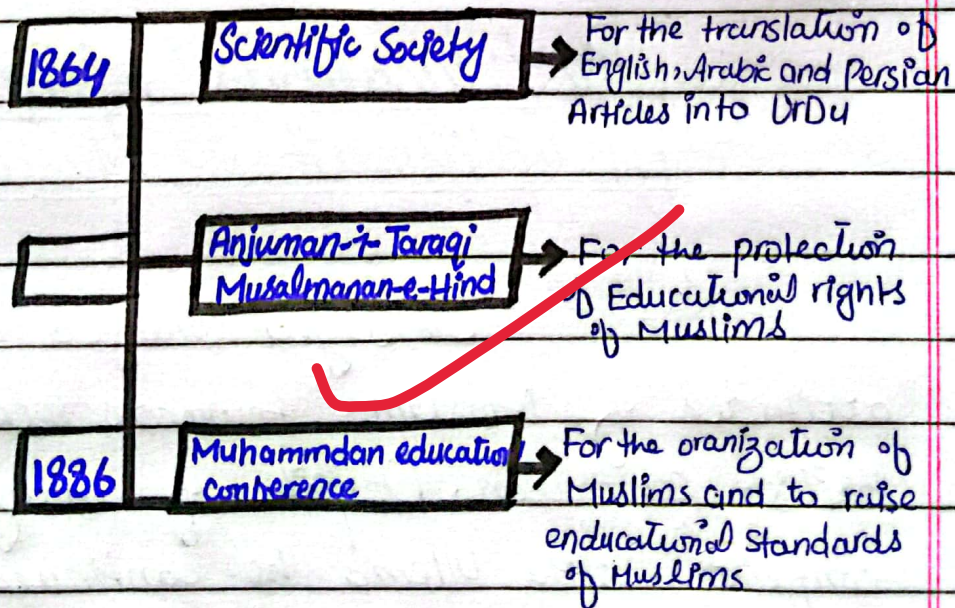 1864
Scientific Society
For the translation of
English, Arabic and Persian
Articles into UrDu
Anjuman-i-Taraqi
Musalmanan-e-Hind
For the protection
of Educational rights
of Muslims
1886
Muhammdan education
conference
For the oranization of
Muslims and to raise
enducational standards
of Muslims